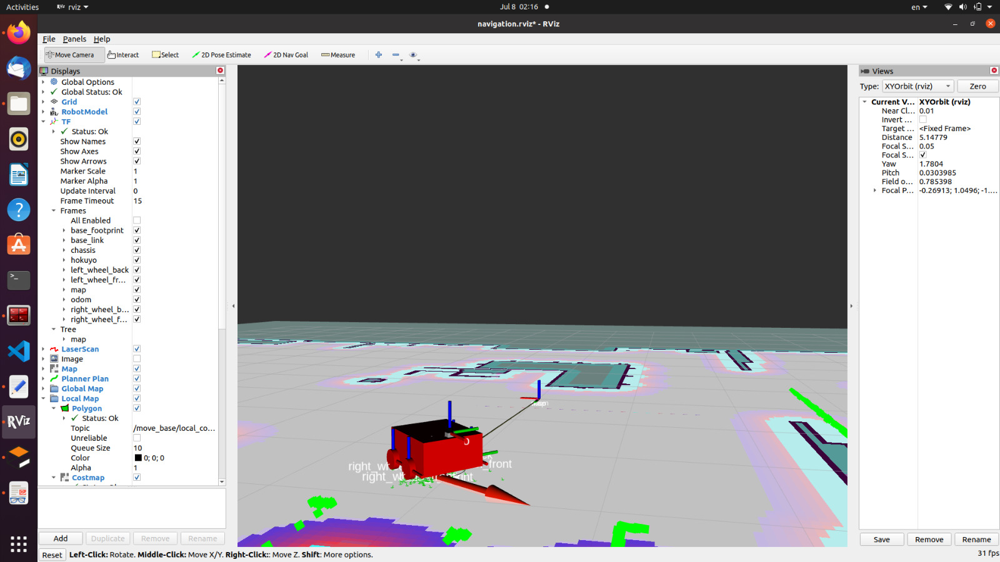 Activities
RViz rviz
Jul 8 02:16
en
navigation.rviz* - RViz
File Panels Help
Move Camera Interact Select 2D Pose Estimate 2D Nav Goal Measure
Displays
Global Options
Global Status: Ok
Grid
RobotModel
TF
Status: Ok
Show Names
Show Axes
Show Arrows
Marker Scale 1
Marker Alpha 1
Update Interval 0
Frame Timeout 15
Frames
All Enabled
base_footprint
base_link
chassis
hokuyo
left_wheel_back
left_wheel_fr...
map
odom
right_wheel_b...
right_wheel_f...
Tree
map
LaserScan
Image
Map
Planner Plan
Global Map
Local Map
Polygon
Status: Ok
Topic /move_base/local_co...
Unreliable
Queue Size 10
Color 0; 0; 0
Alpha 1
Costmap
Add Duplicate Remove Rename
Reset Left-Click: Rotate. Middle-Click: Move X/Y. Right-Click:: Move Z. Shift: More options.
RViz
right_wh
front
right_w
Views
Type: XYOrbit (rviz) Zero
Current V... XYOrbit (rviz)
Near Cl... 0.01
Invert ...
Target ... <Fixed Frame>
Distance 5.14779
Focal S... 0.05
Focal S...
Yaw 1.7804
Pitch 0.0303985
Field o... 0.785398
Focal P... -0.26913; 1.0496; -1....
Save Remove Rename
31 fps